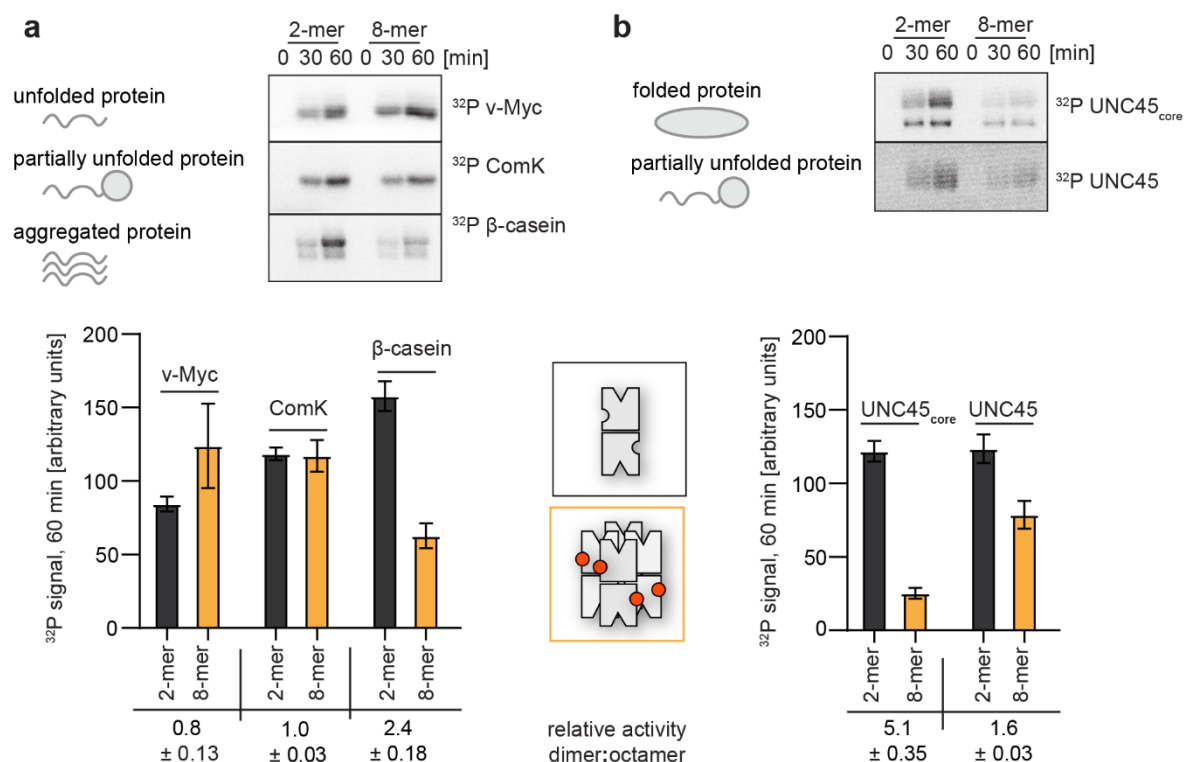 a
2-mer 8-mer
0 30 60 0 30 60 [min]
unfolded protein
³²P v-Myc
partially unfolded protein
³²P ComK
aggregated protein
³²P β-casein
200
150
100
50
0
³²P signal, 60 min [arbitrary units]
v-Myc
ComK
β-casein
2-mer 8-mer 2-mer 8-mer 2-mer 8-mer
0.8 1.0 2.4
± 0.13 ± 0.03 ± 0.18
relative activity
dimer:octamer
b
2-mer 8-mer
0 30 60 0 30 60 [min]
folded protein
³²P UNC45core
partially unfolded protein
³²P UNC45
200
150
100
50
0
³²P signal, 60 min [arbitrary units]
UNC45core UNC45
2-mer 8-mer 2-mer 8-mer
5.1 1.6
± 0.35 ± 0.03